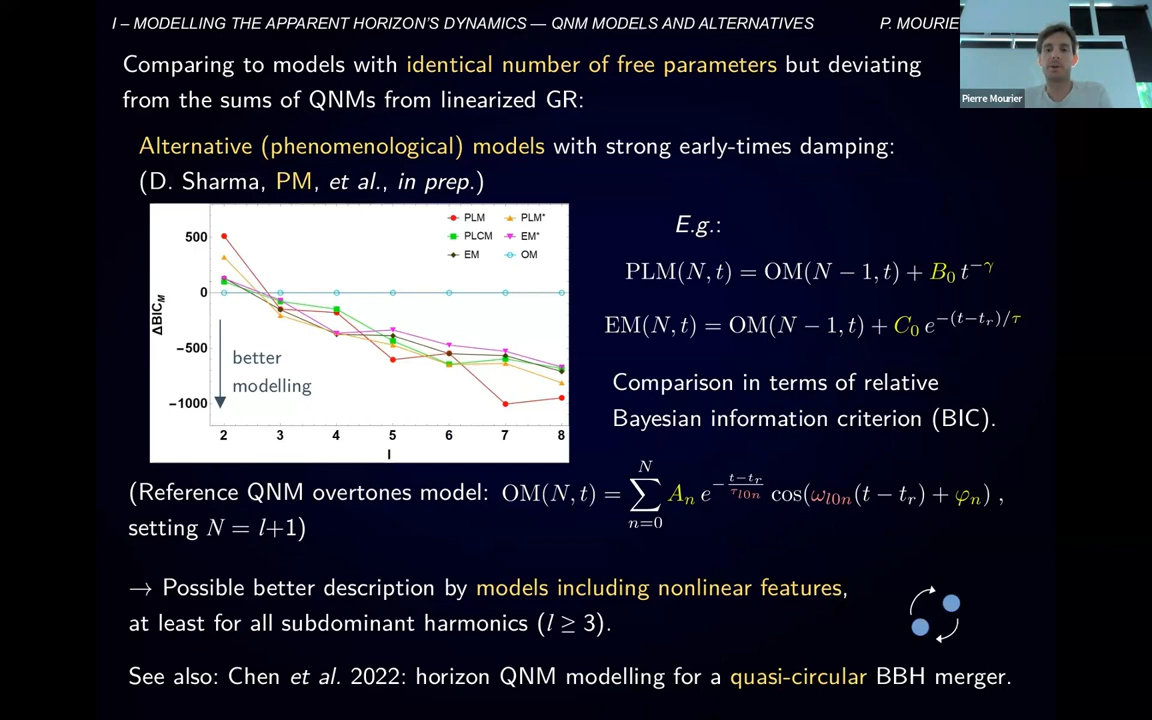 I – MODELLING THE APPARENT HORIZON'S DYNAMICS — QNM MODELS AND ALTERNATIVES P. MOURIE
Pierre Mourier
Comparing to models with identical number of free parameters but deviating
from the sums of QNMs from linearized GR:
Alternative (phenomenological) models with strong early-times damping:
(D. Sharma, PM, et al., in prep.)
PLM PLM*
PLCM EM*
EM OM
500
0
−500
−1000
ΔBIC_M
better
modelling
2 3 4 5 6 7 8
l
E.g.:
PLM(N, t) = OM(N − 1, t) + B₀ t^{−γ}
EM(N, t) = OM(N − 1, t) + C₀ e^{−(t−t_r)/τ}
Comparison in terms of relative
Bayesian information criterion (BIC).
(Reference QNM overtones model: OM(N, t) = ∑_{n=0}^{N} A_n e^{−\frac{t−t_r}{τ_{l0n}}} cos(ω_{l0n}(t − t_r) + φ_n) ,
setting N = l+1)
→ Possible better description by models including nonlinear features,
at least for all subdominant harmonics (l ≥ 3).
See also: Chen et al. 2022: horizon QNM modelling for a quasi-circular BBH merger.